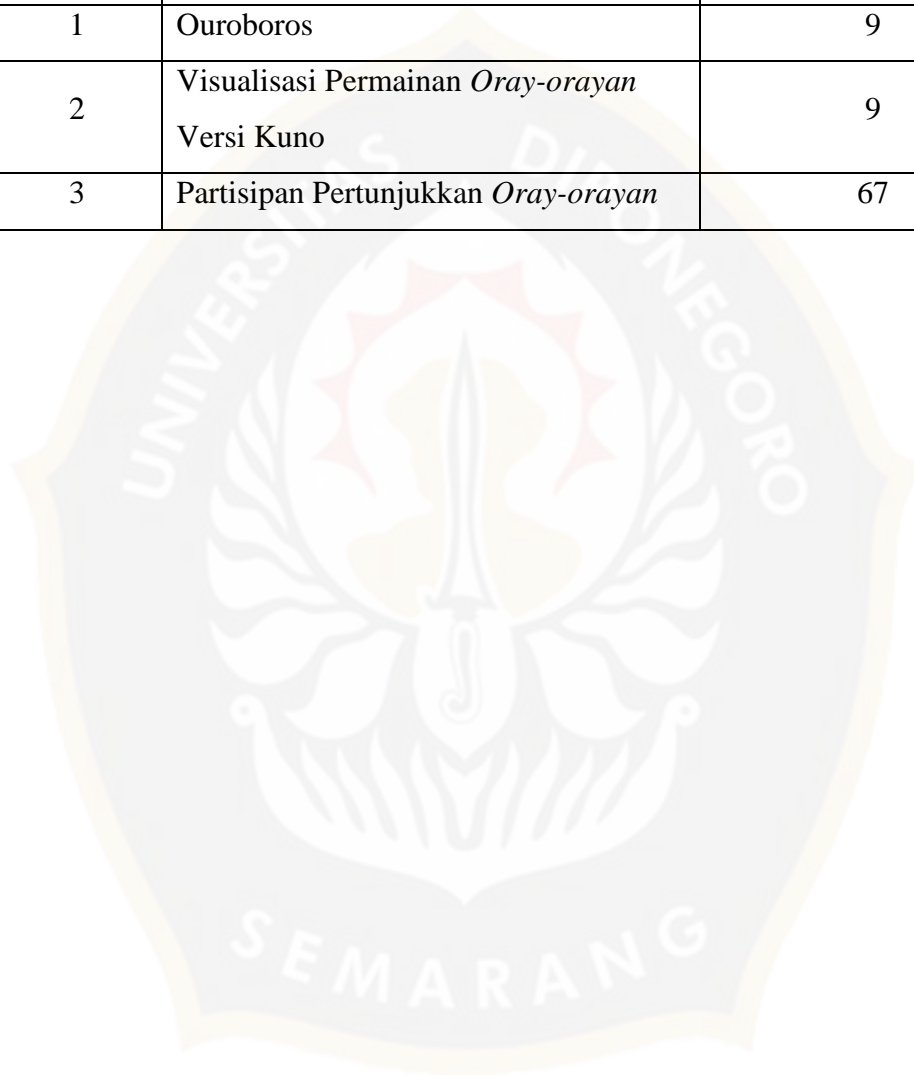 1 Ouroboros 9
2 Visualisasi Permainan Oray-orayan Versi Kuno 9
3 Partisipan Pertunjukkan Oray-orayan 67
UNIVERSITAS DIPONEGORO
SEMARANG